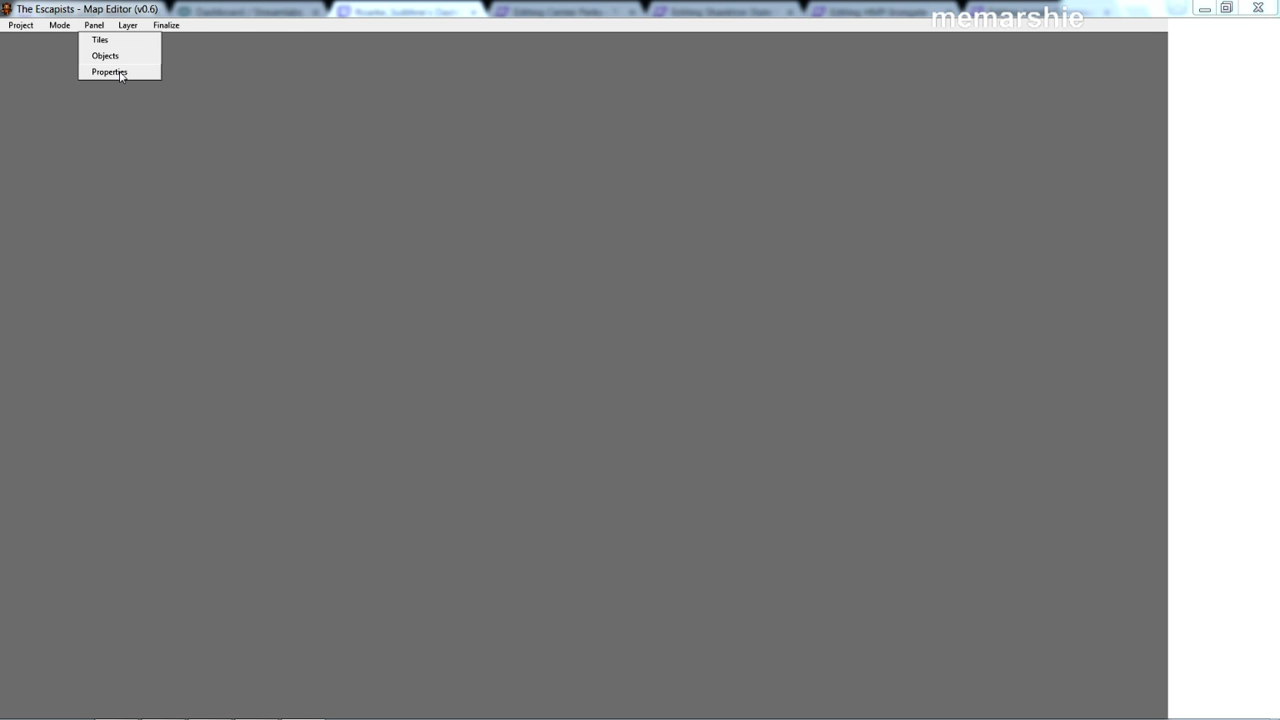 The Escapists - Map Editor (v0.6)
memarshie
Project Mode Panel Layer Finalize
Tiles
Objects
Properties